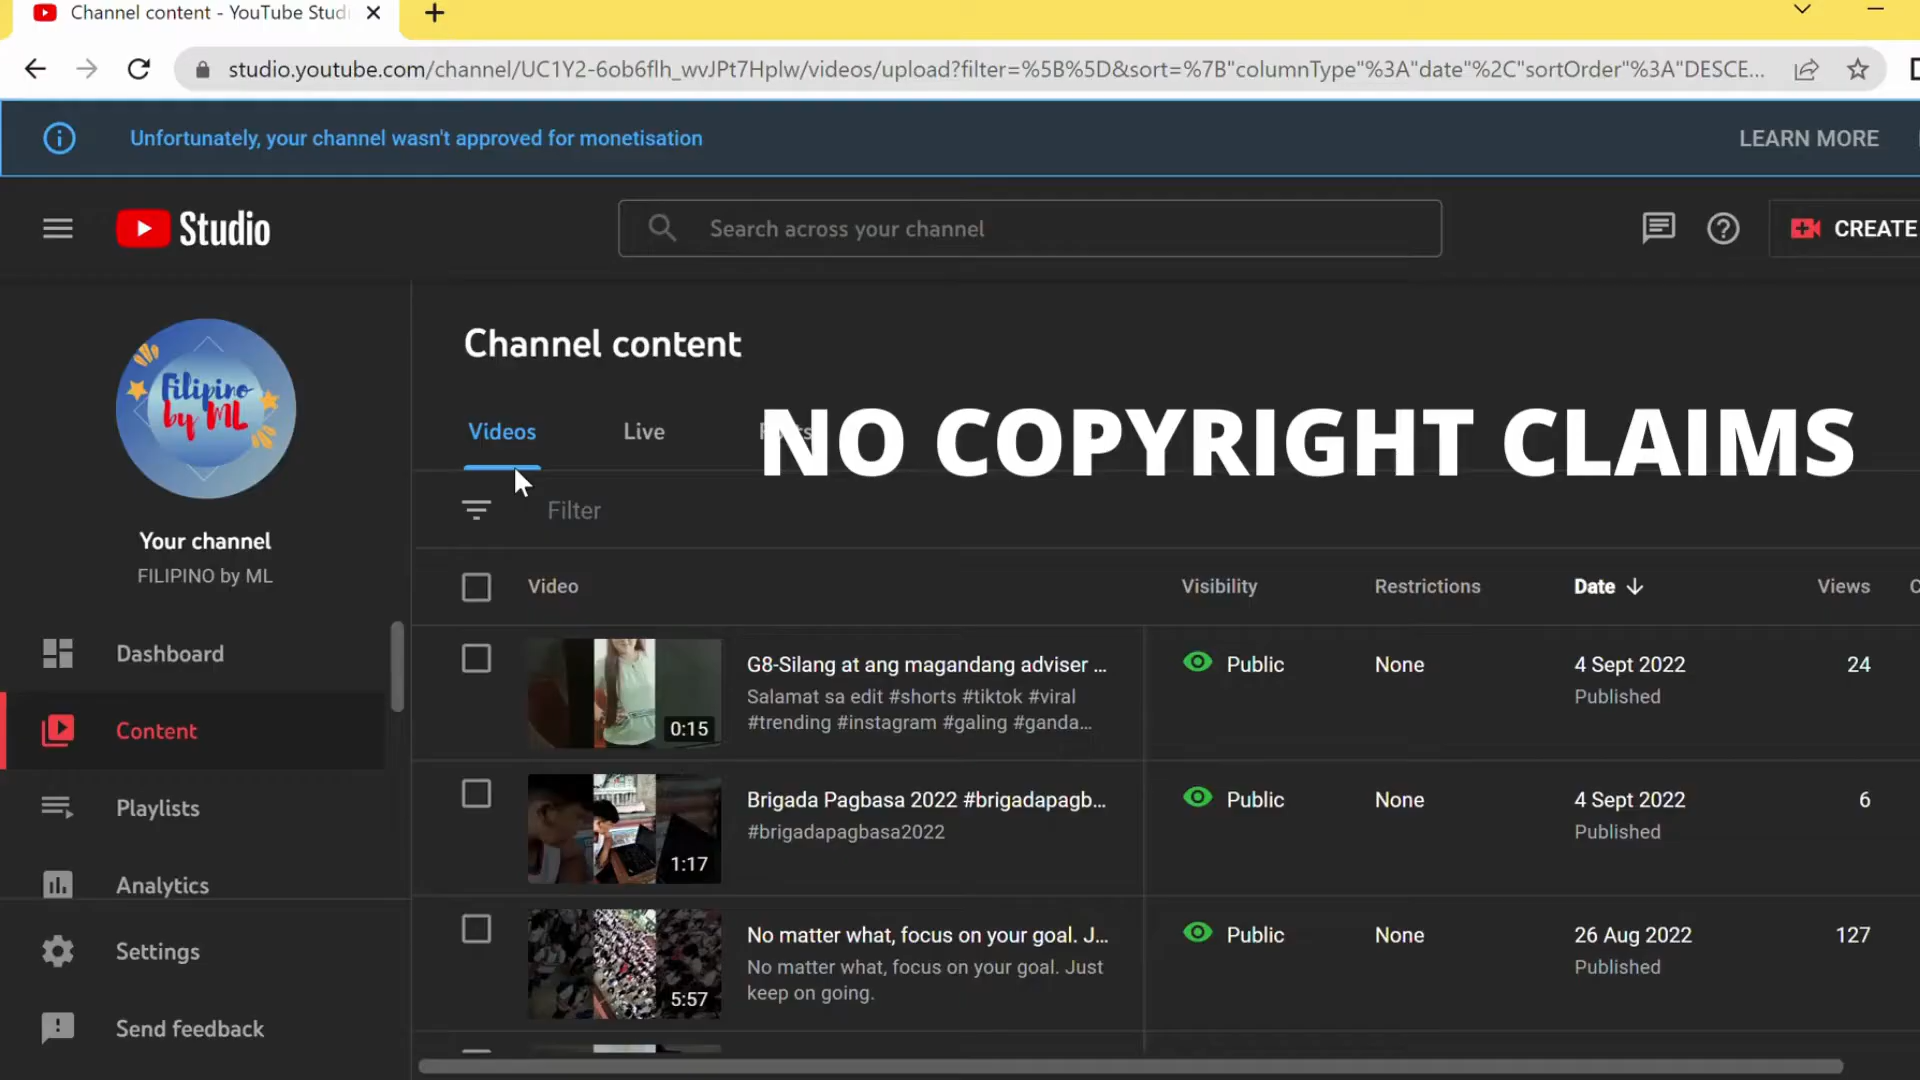 Channel content - YouTube Studi
studio.youtube.com/channel/UC1Y2-6ob6flh_wvJPt7Hplw/videos/upload?filter=%5B%5D&sort=%7B"columnType"%3A"date"%2C"sortOrder"%3A"DESCE...
Unfortunately, your channel wasn't approved for monetisation
LEARN MORE
Studio
Search across your channel
CREATE
Filipino
by ML
Your channel
FILIPINO by ML
Dashboard
Content
Playlists
Analytics
Settings
Send feedback
Channel content
Videos Live
NO COPYRIGHT CLAIMS
Filter
Video Visibility Restrictions Date Views
G8-Silang at ang magandang adviser ...
Salamat sa edit #shorts #tiktok #viral
#trending #instagram #galing #ganda...
0:15
Public
None
4 Sept 2022
Published
24
Brigada Pagbasa 2022 #brigadapagb...
#brigadapagbasa2022
1:17
Public
None
4 Sept 2022
Published
6
No matter what, focus on your goal. J...
No matter what, focus on your goal. Just
keep on going.
5:57
Public
None
26 Aug 2022
Published
127